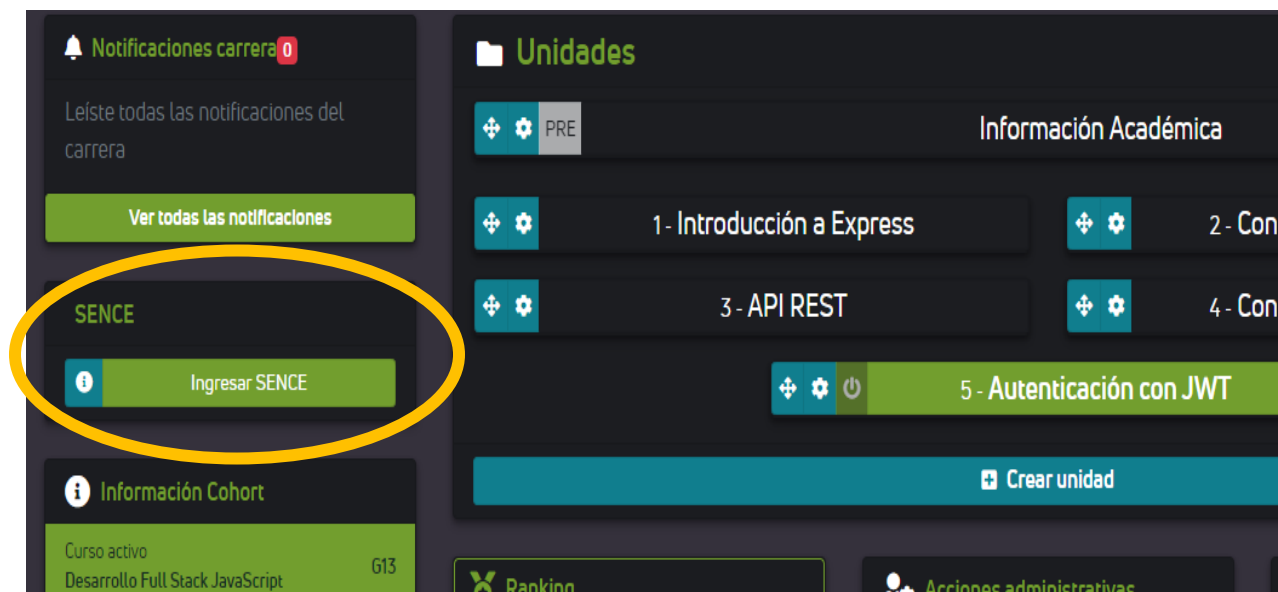 Notificaciones carrera 0
Leíste todas las notificaciones del
carrera
Ver todas las notificaciones
SENCE
Ingresar SENCE
Información Cohort
Curso activo
Desarrollo Full Stack JavaScript
G13
Unidades
PRE
Información Académica
1 - Introducción a Express
2 - Con
3 - API REST
4 - Con
5 - Autenticación con JWT
Crear unidad
Ranking
Acciones administrativas